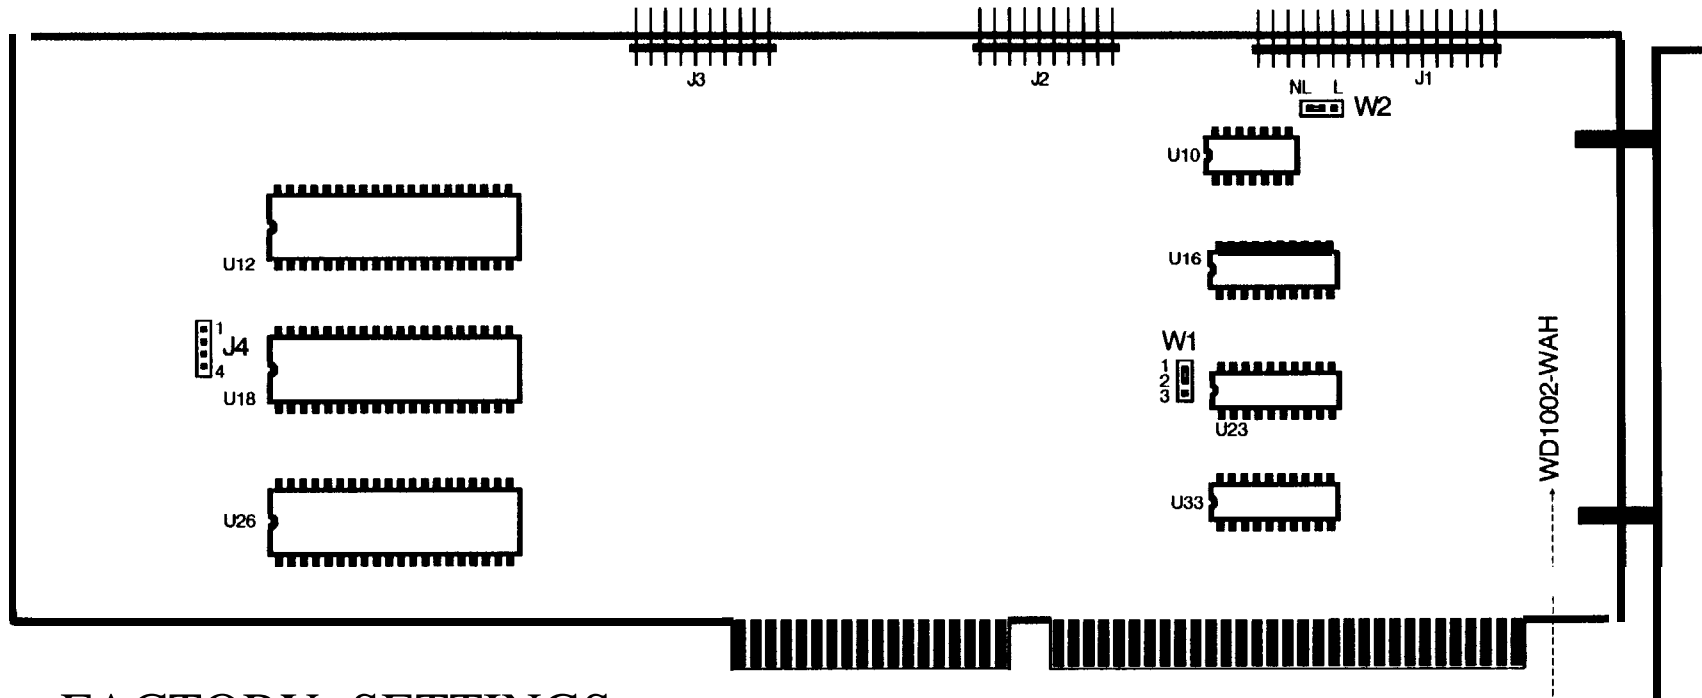 J3
J2
J1
NL L
W2
U10
U12
U16
1
J4
4
U18
W1
1
2
3
U23
U26
U33
WD1002-WAH
FACTORY SETTINGS